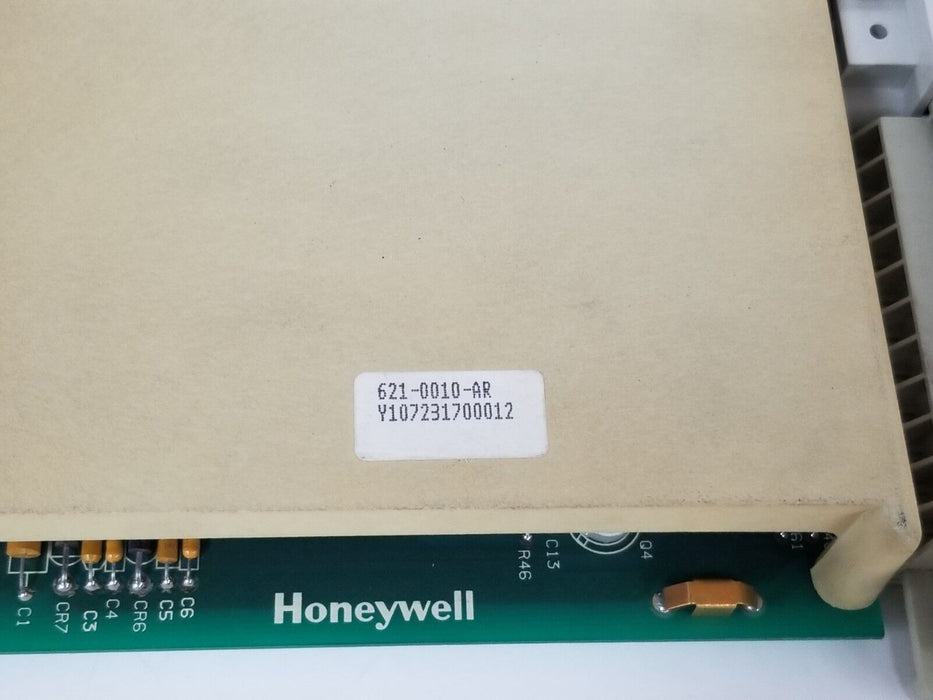 621-0010-AR
Y107231700012
C1
CR7
C3
C4
CR6
C5
C6
Honeywell
R46
C13
Q4